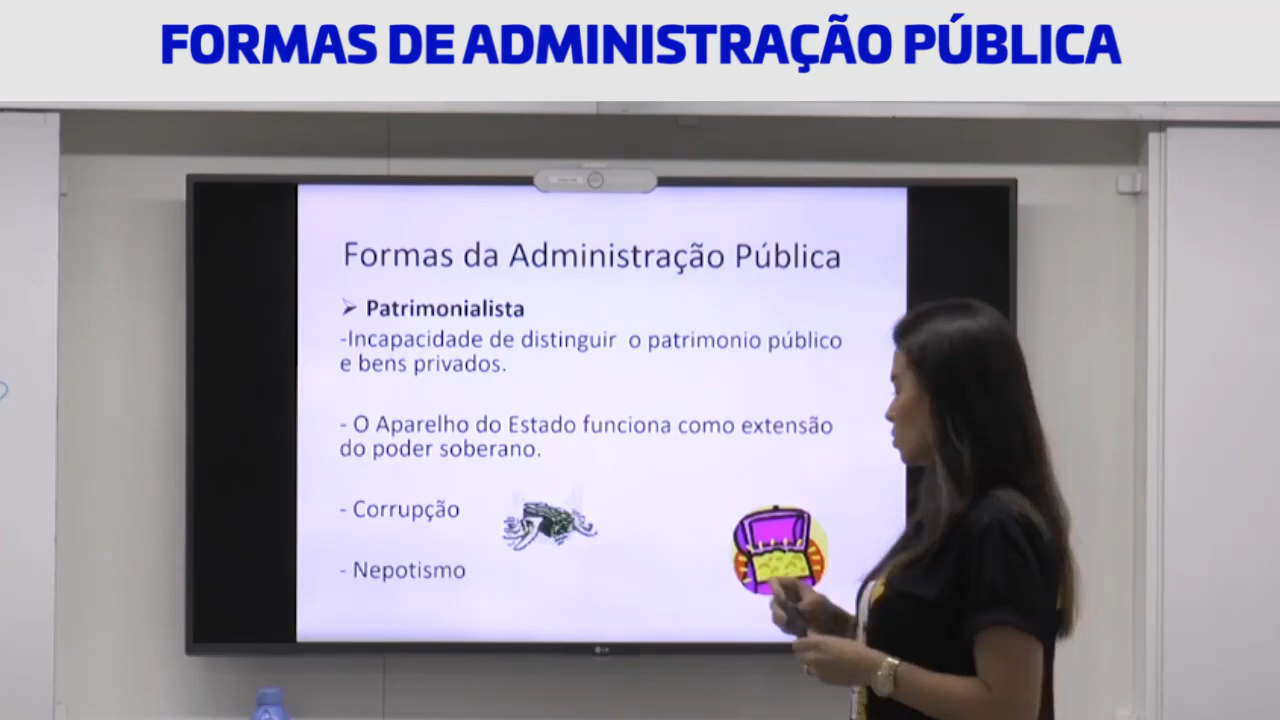 FORMAS DE ADMINISTRAÇÃO PÚBLICA
Formas da Administração Pública
➢ Patrimonialista
-Incapacidade de distinguir o patrimonio público
e bens privados.
- O Aparelho do Estado funciona como extensão
do poder soberano.
- Corrupção
- Nepotismo
LG